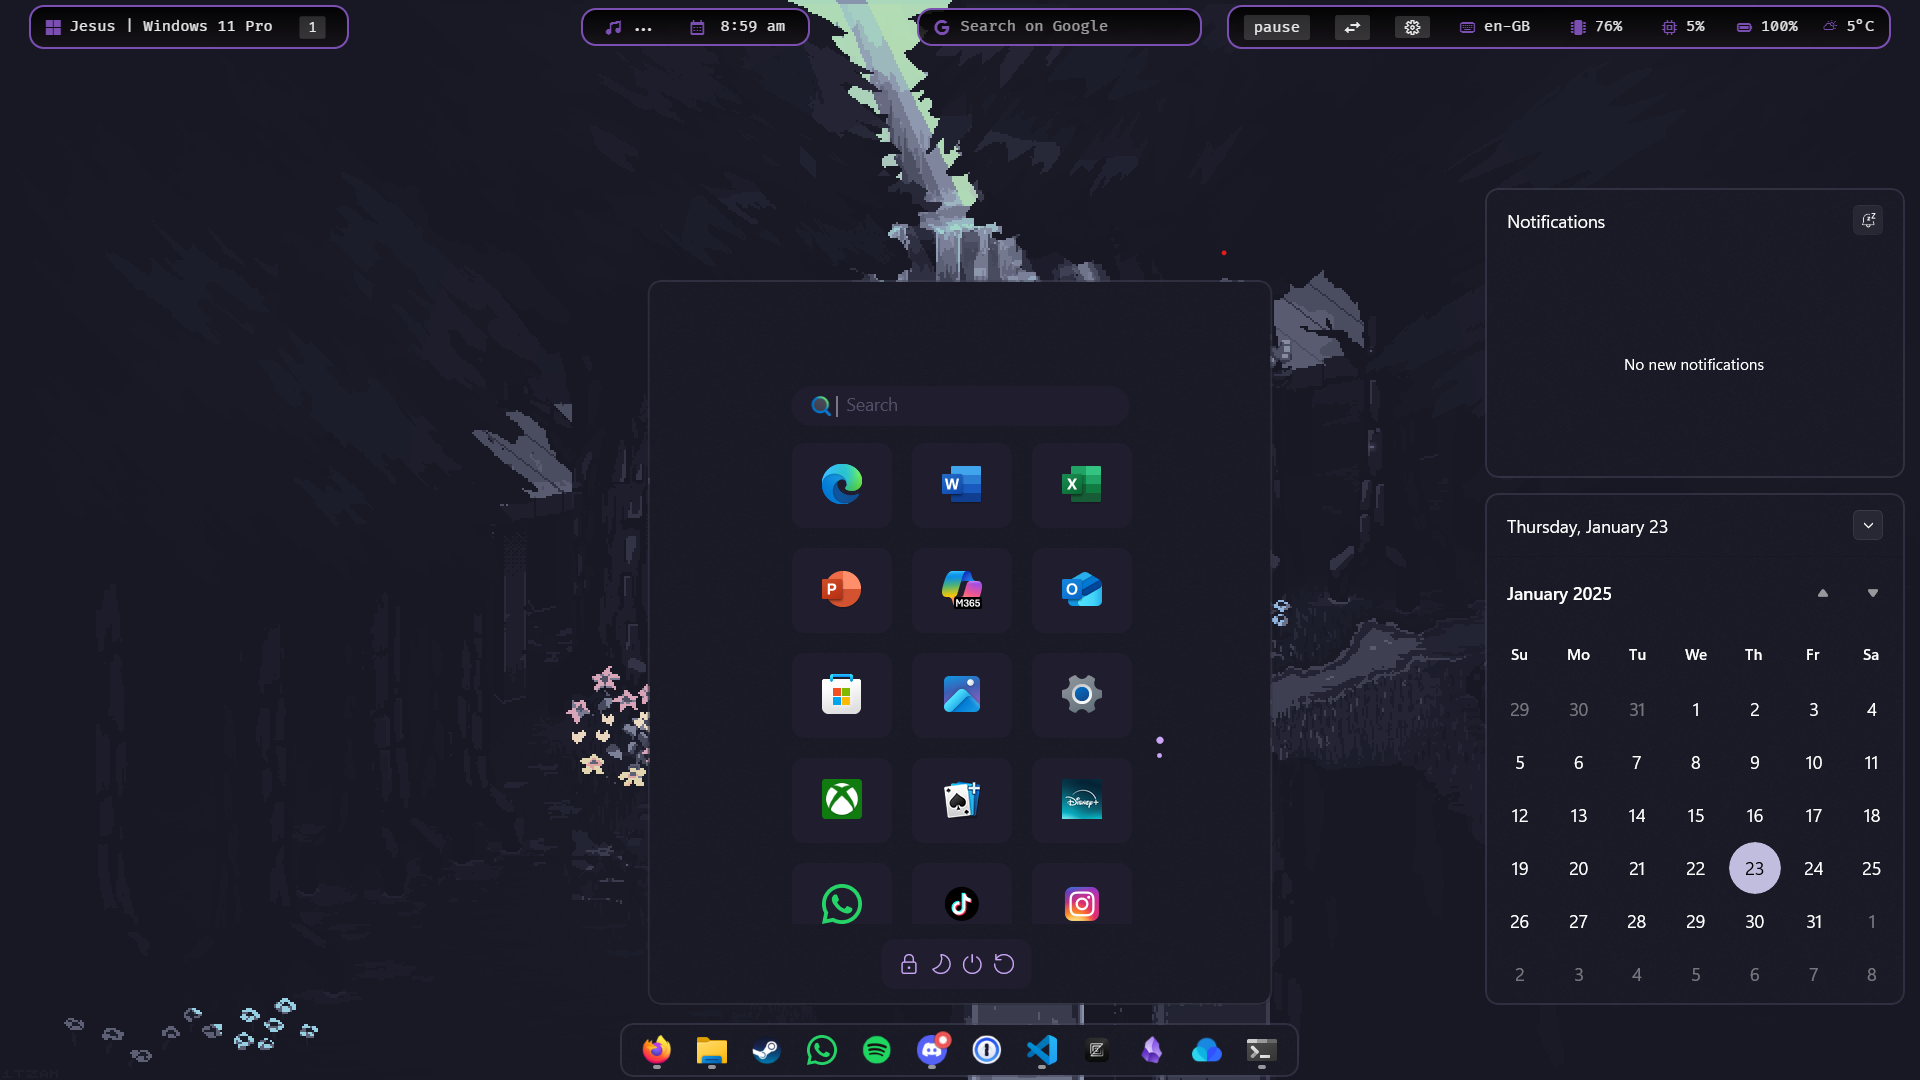 Jesus | Windows 11 Pro 1
... 8:59 am
Search on Google
pause en-GB 76% 5% 100% 5°C
Notifications
No new notifications
Search
W X
P M365 O
Disney+
Thursday, January 23
January 2025
Su Mo Tu We Th Fr Sa
29 30 31 1 2 3 4
5 6 7 8 9 10 11
12 13 14 15 16 17 18
19 20 21 22 23 24 25
26 27 28 29 30 31 1
2 3 4 5 6 7 8
ITZAH